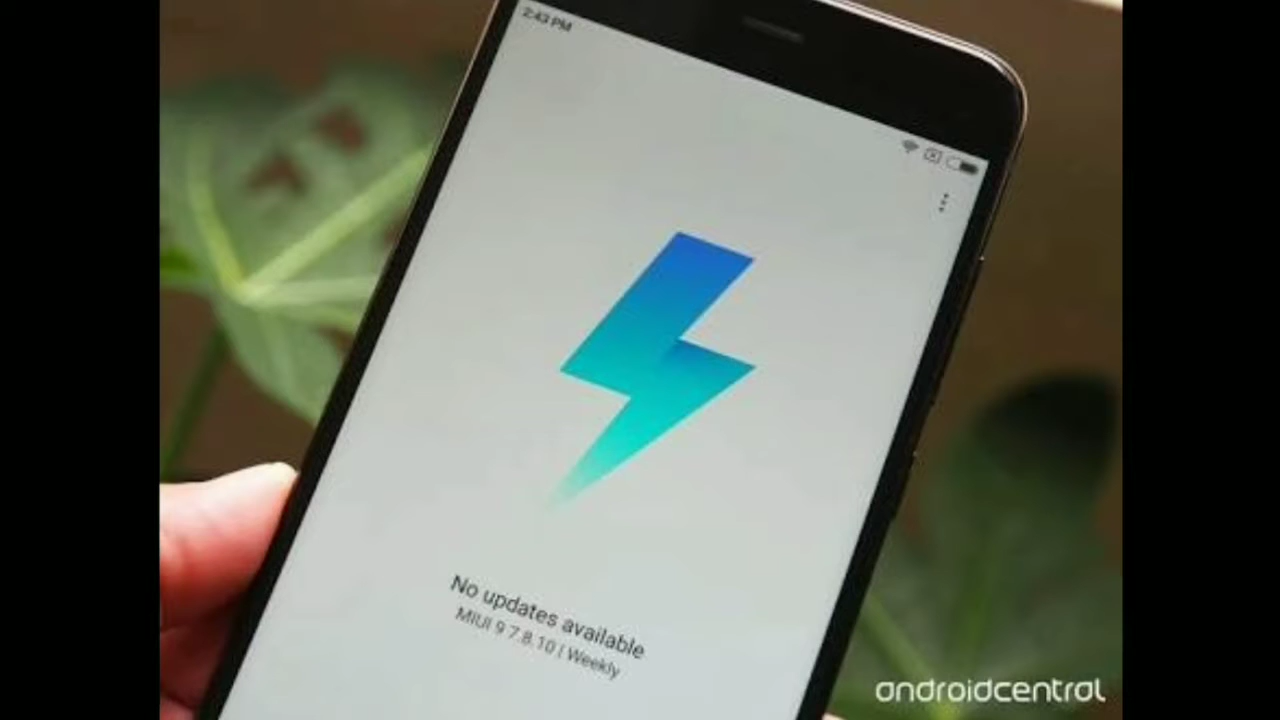 2:43 PM
No updates available
MIUI 9 7.8.10 | Weekly
androidcentral